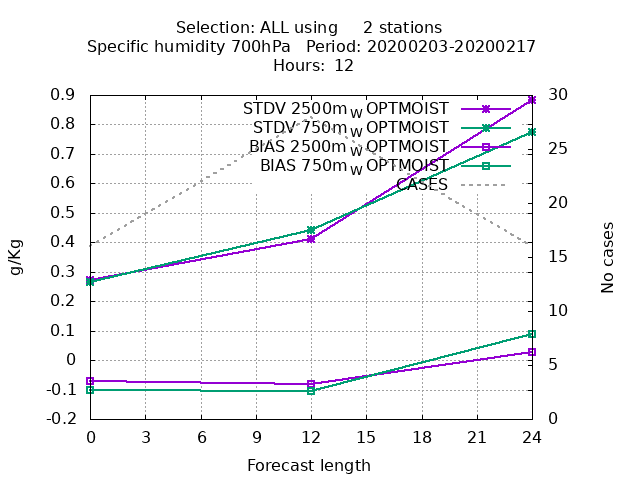 Selection: ALL using     2 stations
Specific humidity 700hPa   Period: 20200203-20200217
Hours: 12
STDV 2500m_W OPTMOIST
STDV 750m_W OPTMOIST
BIAS 2500m_W OPTMOIST
BIAS 750m_W OPTMOIST
CASES
0.9
0.8
0.7
0.6
0.5
0.4
0.3
0.2
0.1
0
-0.1
-0.2
g/Kg
30
25
20
15
10
5
0
No cases
0 3 6 9 12 15 18 21 24
Forecast length